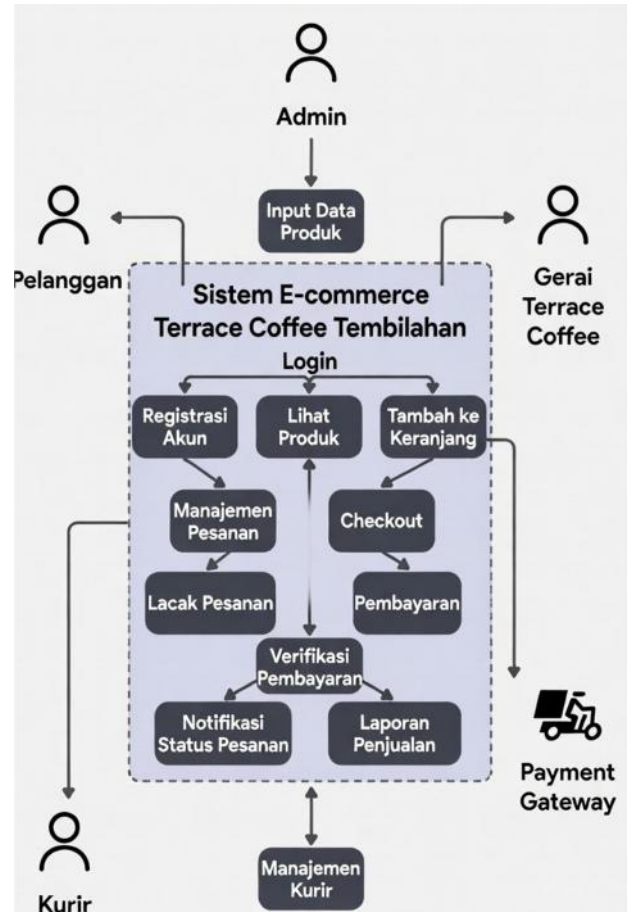 Admin
Input Data
Produk
Pelanggan
Gerai
Terrace
Coffee
Sistem E-commerce
Terrace Coffee Tembilahan
Login
Registrasi
Akun
Lihat
Produk
Tambah ke
Keranjang
Manajemen
Pesanan
Checkout
Lacak Pesanan
Pembayaran
Verifikasi
Pembayaran
Notifikasi
Status Pesanan
Laporan
Penjualan
Payment
Gateway
Manajemen
Kurir
Kurir